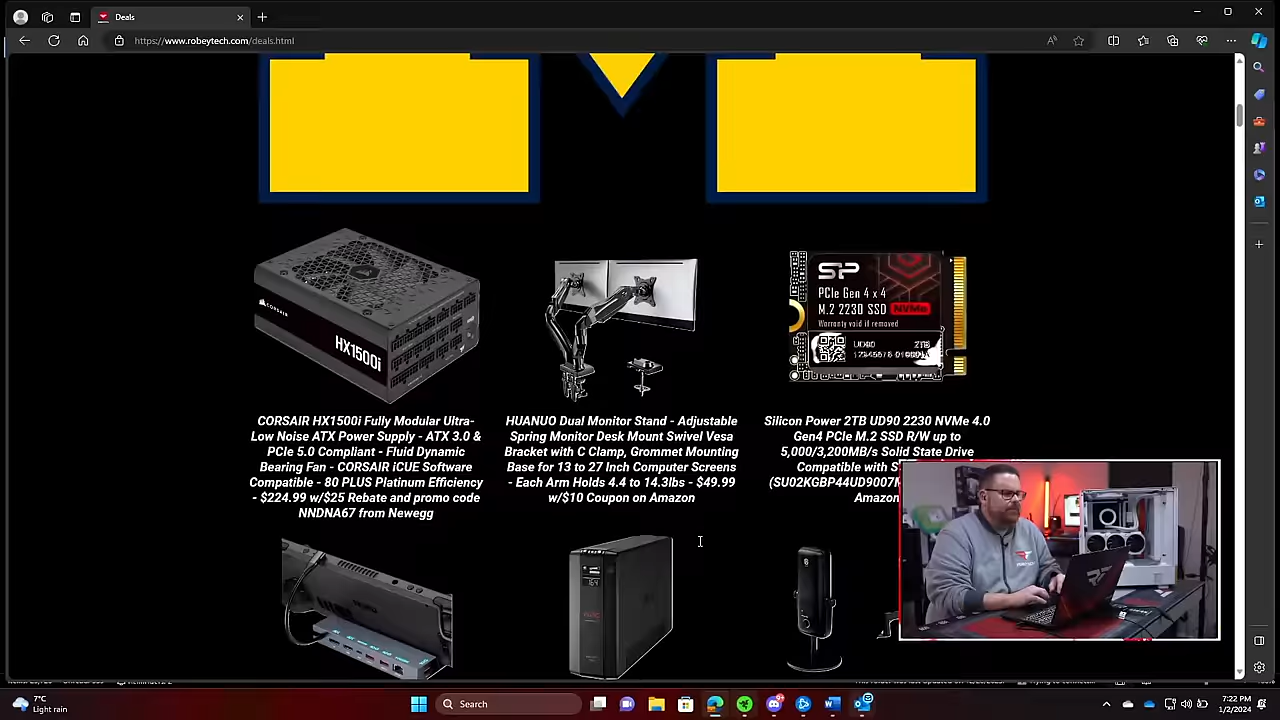 Deals
https://www.robeytech.com/deals.html
CORSAIR
HX1500i
SP
PCIe Gen 4 x 4
M.2 2230 SSD NVMe
Warranty void if removed
UD90 2TB
CORSAIR HX1500i Fully Modular Ultra-
Low Noise ATX Power Supply - ATX 3.0 &
PCIe 5.0 Compliant - Fluid Dynamic
Bearing Fan - CORSAIR iCUE Software
Compatible - 80 PLUS Platinum Efficiency
- $224.99 w/$25 Rebate and promo code
NNDNA67 from Newegg
HUANUO Dual Monitor Stand - Adjustable
Spring Monitor Desk Mount Swivel Vesa
Bracket with C Clamp, Grommet Mounting
Base for 13 to 27 Inch Computer Screens
- Each Arm Holds 4.4 to 14.3lbs - $49.99
w/$10 Coupon on Amazon
Silicon Power 2TB UD90 2230 NVMe 4.0
Gen4 PCIe M.2 SSD R/W up to
5,000/3,200MB/s Solid State Drive
Compatible with
(SU02KGBP44UD9007
Amazon
7°C
Light rain
Search
7:22 PM
1/2/2024